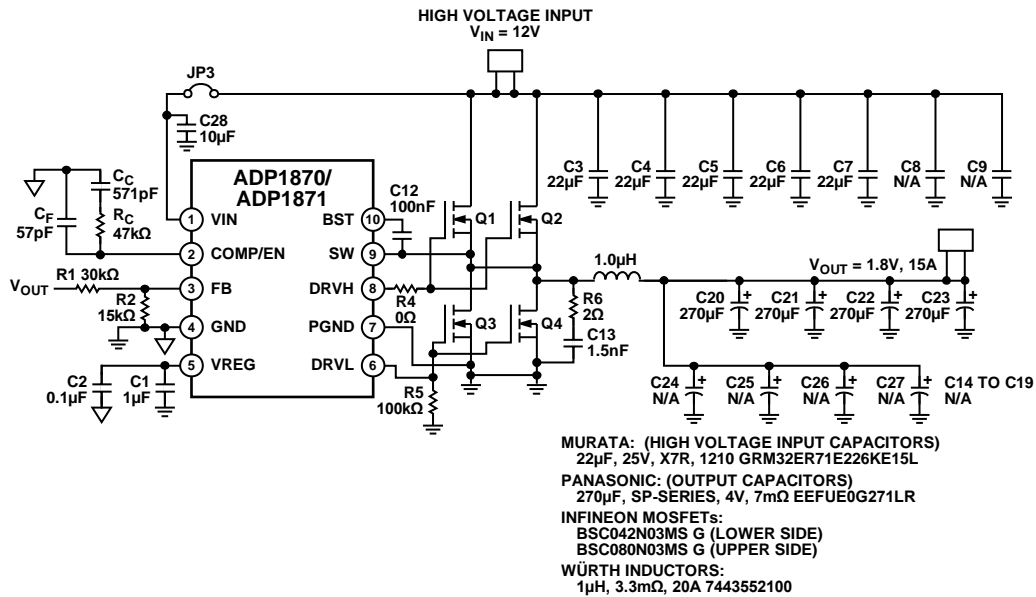 HIGH VOLTAGE INPUT
VIN = 12V
JP3
C28
10µF
C3
22µF
C4
22µF
C5
22µF
C6
22µF
C7
22µF
C8
N/A
C9
N/A
CC
571pF
CF
57pF
RC
47kΩ
ADP1870/
ADP1871
1 VIN
2 COMP/EN
3 FB
4 GND
5 VREG
BST 10
SW 9
DRVH 8
PGND 7
DRVL 6
C12
100nF
Q1
Q2
Q3
Q4
VOUT
R1 30kΩ
R2
15kΩ
R4
0Ω
R5
100kΩ
C2
0.1µF
C1
1µF
1.0µH
R6
2Ω
C13
1.5nF
VOUT = 1.8V, 15A
C20
270µF
+
C21
270µF
+
C22
270µF
+
C23
270µF
+
C24
N/A
+
C25
N/A
+
C26
N/A
+
C27
N/A
+
C14 TO C19
N/A
MURATA: (HIGH VOLTAGE INPUT CAPACITORS)
22µF, 25V, X7R, 1210 GRM32ER71E226KE15L
PANASONIC: (OUTPUT CAPACITORS)
270µF, SP-SERIES, 4V, 7mΩ EEFUE0G271LR
INFINEON MOSFETs:
BSC042N03MS G (LOWER SIDE)
BSC080N03MS G (UPPER SIDE)
WÜRTH INDUCTORS:
1µH, 3.3mΩ, 20A 7443552100